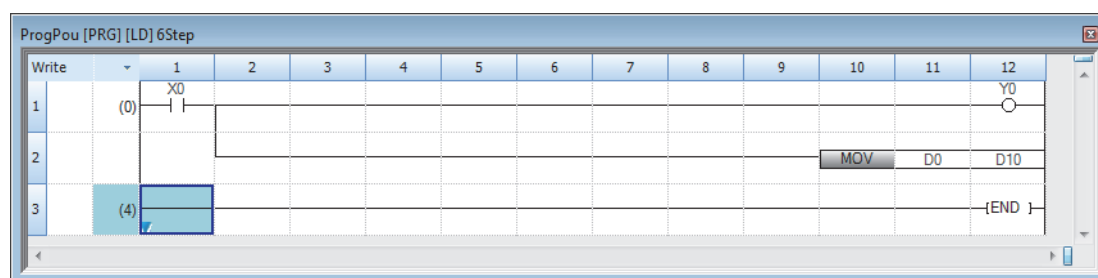 ProgPou [PRG] [LD] 6Step
Write 1 2 3 4 5 6 7 8 9 10 11 12
X0 Y0
1 (0)
2 MOV D0 D10
3 (4) {END }